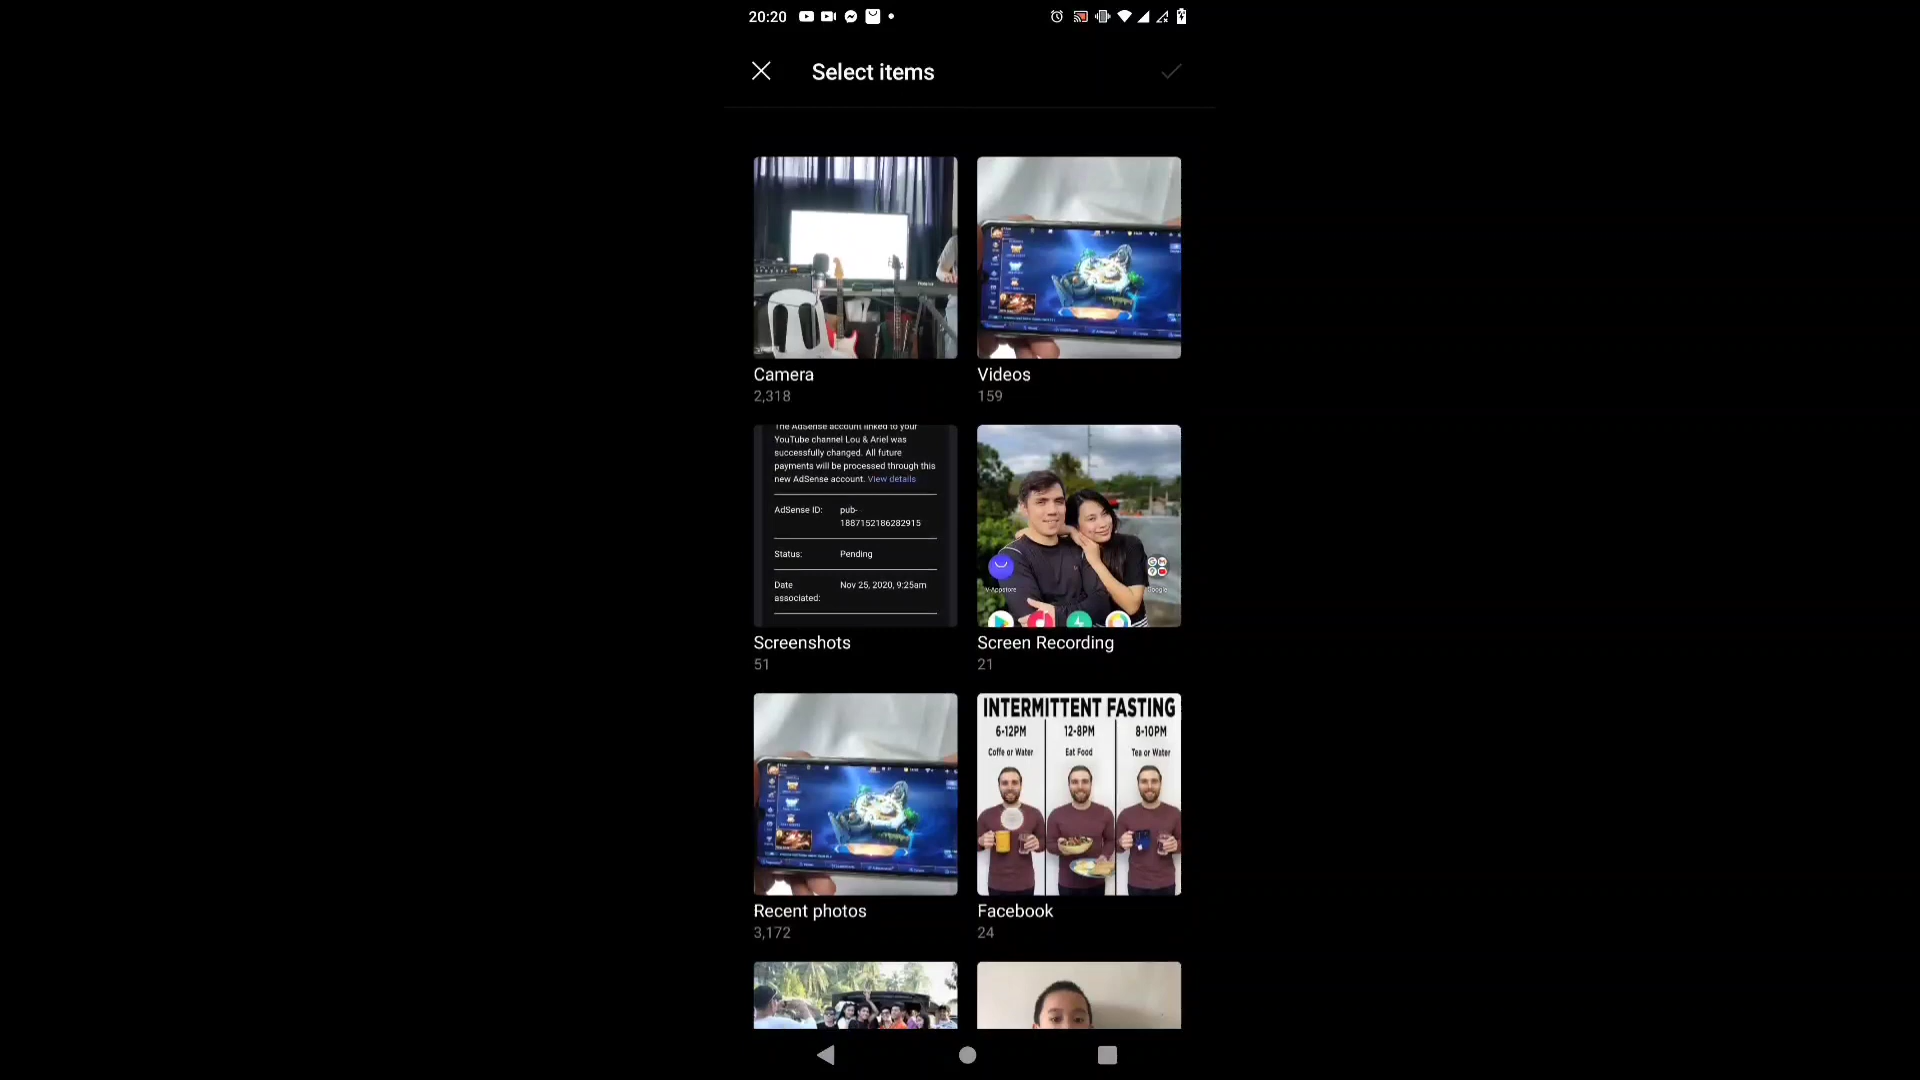 20:20
Select items
Camera
2,318
Videos
159
The AdSense account linked to your
YouTube channel Lou & Ariel was
successfully changed. All future
payments will be processed through this
new AdSense account. View details
AdSense ID: pub-
1887152186282915
Status: Pending
Date Nov 25, 2020, 9:25am
associated:
Screenshots
51
V-Appstore
Google
Screen Recording
21
Recent photos
3,172
INTERMITTENT FASTING
6-12PM 12-8PM 8-10PM
Coffe or Water Eat Food Tea or Water
Facebook
24